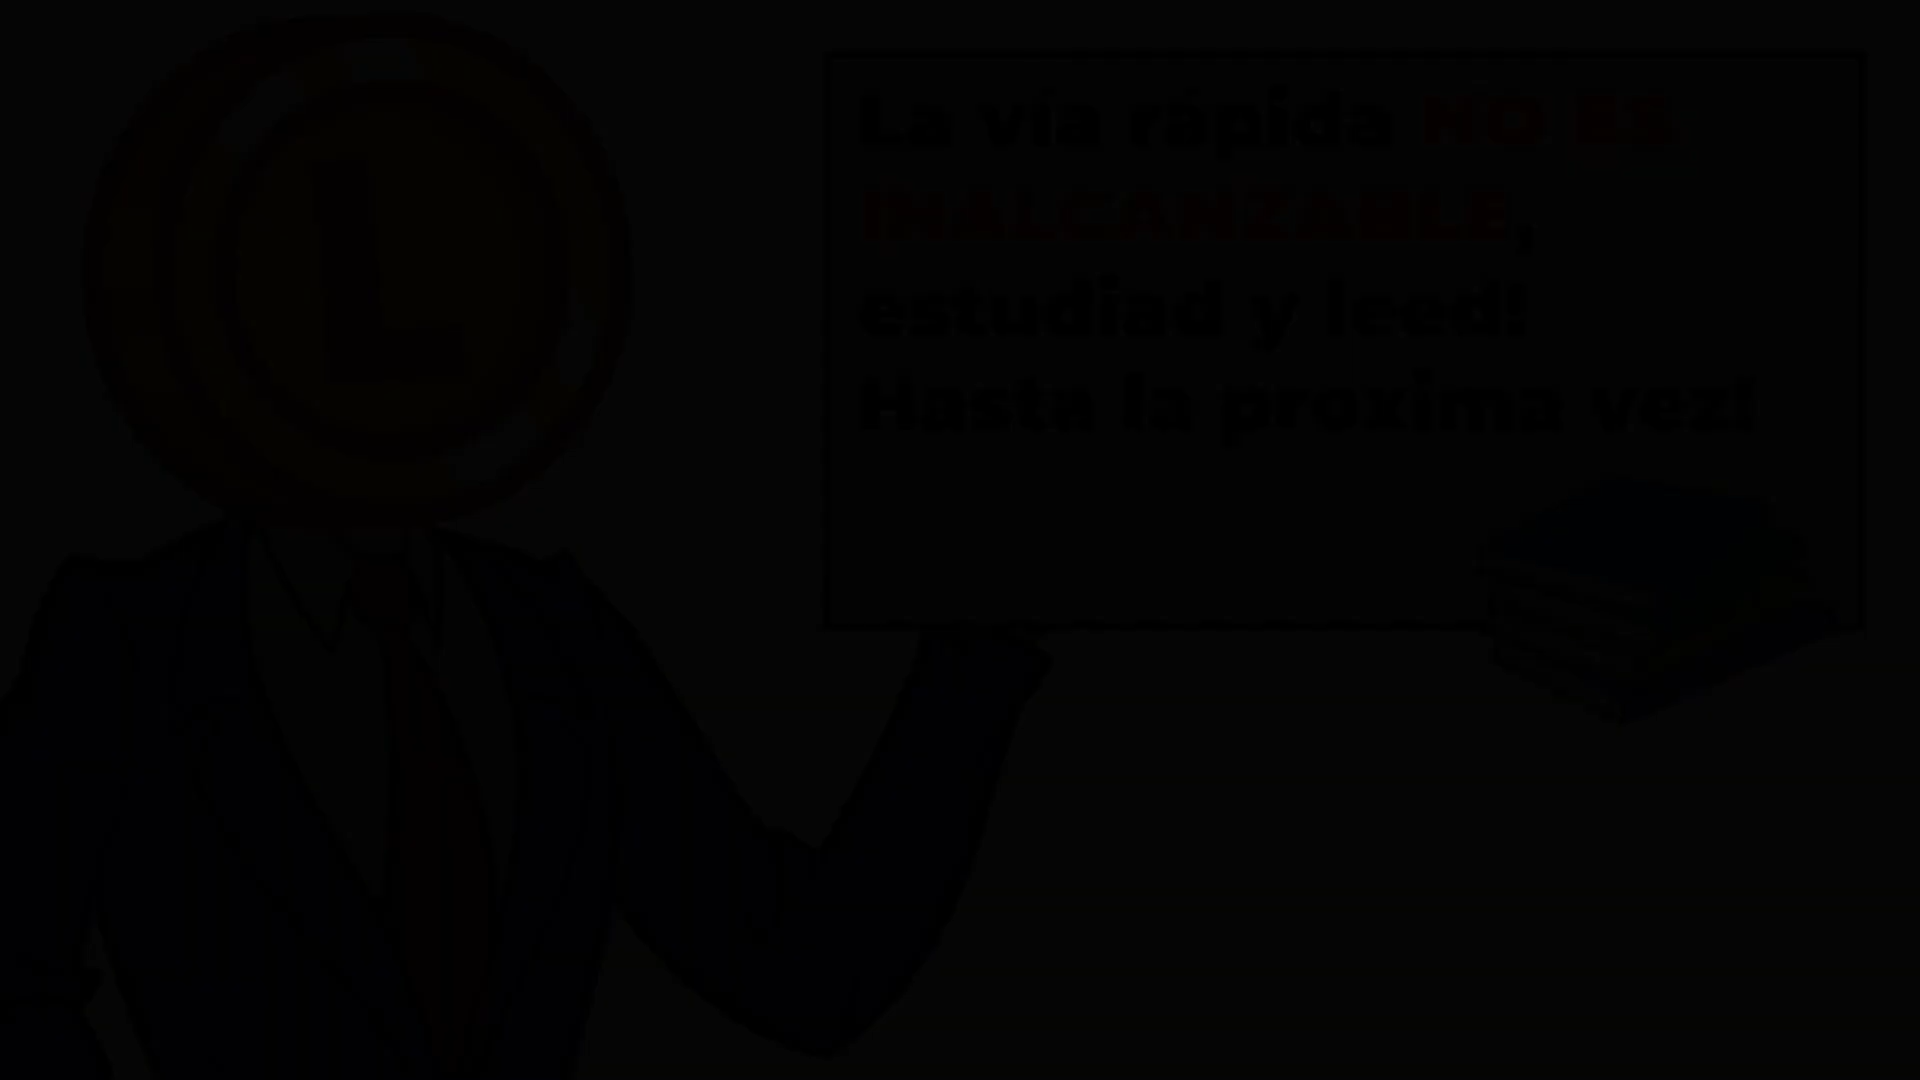 L
La vía rápida NO ES
INALCANZABLE,
estudiad y leed!
Hasta la proxima vez!